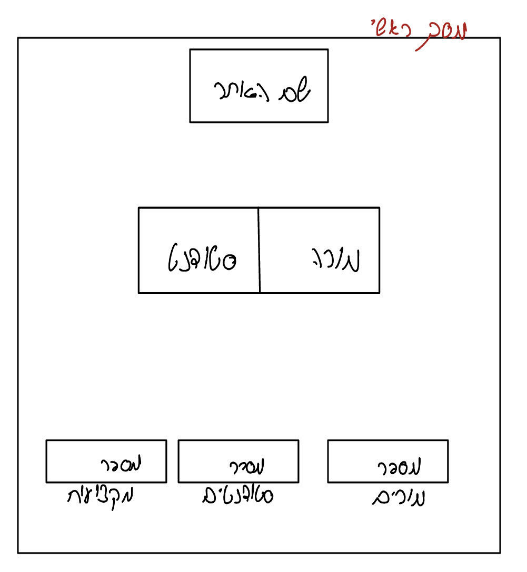 מסך ראשי
שם האתר
מורה סטודנט
מספר מספר מספר
מורים סטודנטים מקצועות